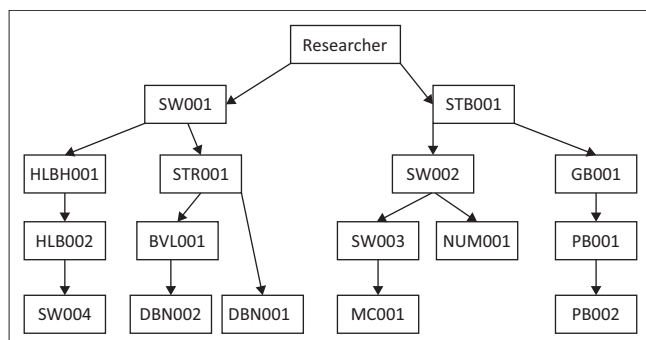 Researcher
SW001 STB001
HLBH001 STR001 SW002 GB001
HLB002 BVL001 SW003 NUM001 PB001
SW004 DBN002 DBN001 MC001 PB002